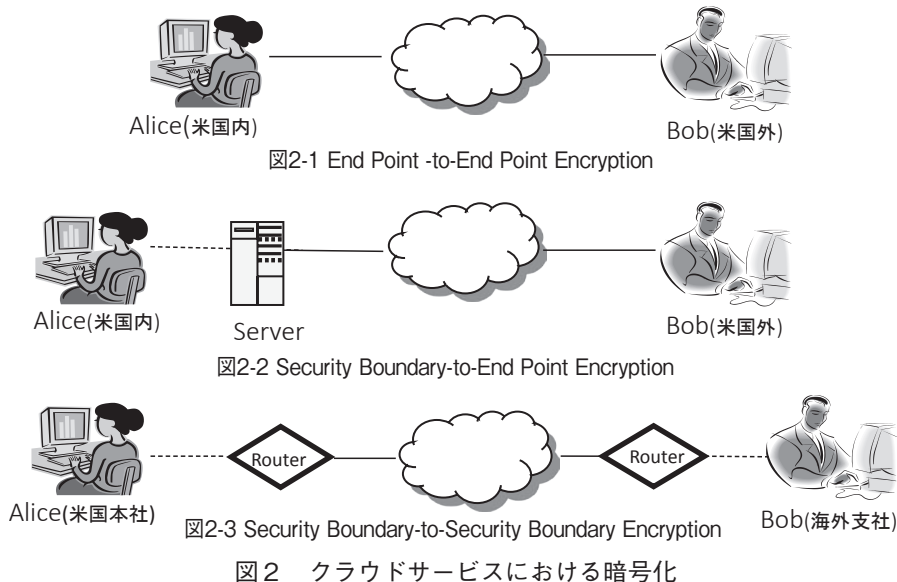 Alice(米国内)
Bob(米国外)
図2-1 End Point -to-End Point Encryption
Alice(米国内)
Server
Bob(米国外)
図2-2 Security Boundary-to-End Point Encryption
Router
Router
Alice(米国本社)
Bob(海外支社)
図2-3 Security Boundary-to-Security Boundary Encryption
図2 クラウドサービスにおける暗号化